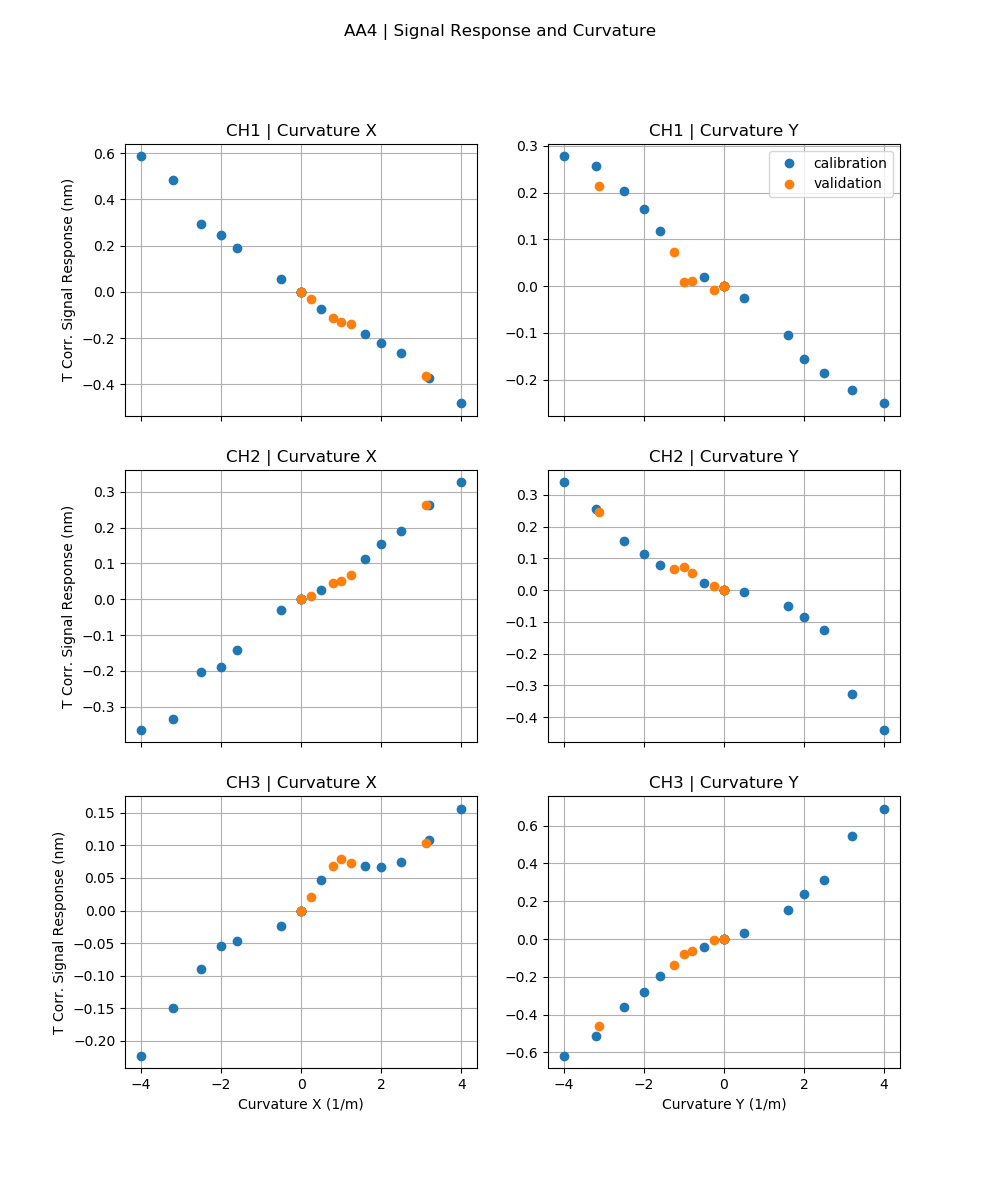 AA4 | Signal Response and Curvature
CH1 | Curvature X
CH1 | Curvature Y
T Corr. Signal Response (nm)
0.6
0.4
0.2
0.0
−0.2
−0.4
0.3
0.2
0.1
0.0
−0.1
−0.2
calibration
validation
CH2 | Curvature X
CH2 | Curvature Y
T Corr. Signal Response (nm)
0.3
0.2
0.1
0.0
−0.1
−0.2
−0.3
0.3
0.2
0.1
0.0
−0.1
−0.2
−0.3
−0.4
CH3 | Curvature X
CH3 | Curvature Y
T Corr. Signal Response (nm)
0.15
0.10
0.05
0.00
−0.05
−0.10
−0.15
−0.20
0.6
0.4
0.2
0.0
−0.2
−0.4
−0.6
−4 −2 0 2 4
−4 −2 0 2 4
Curvature X (1/m)
Curvature Y (1/m)